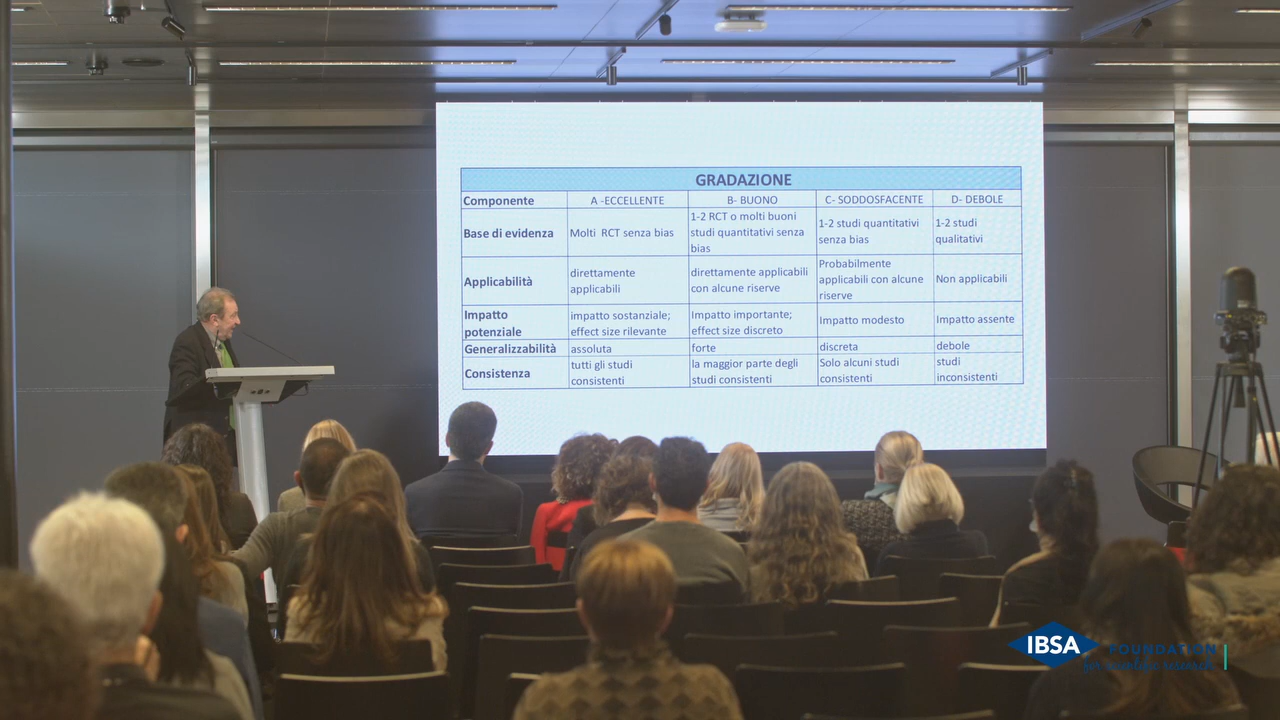 GRADAZIONE
Componente A -ECCELLENTE B- BUONO C- SODDOSFACENTE D- DEBOLE
Base di evidenza
Molti RCT senza bias
1-2 RCT o molti buoni
studi quantitativi senza
bias
1-2 studi quantitativi
senza bias
1-2 studi
qualitativi
Applicabilità
direttamente
applicabili
direttamente applicabili
con alcune riserve
Probabilmente
applicabili con alcune
riserve
Non applicabili
Impatto
potenziale
impatto sostanziale;
effect size rilevante
Impatto importante;
effect size discreto
Impatto modesto
Impatto assente
Generalizzabilità assoluta forte discreta debole
Consistenza
tutti gli studi
consistenti
la maggior parte degli
studi consistenti
Solo alcuni studi
consistenti
studi
inconsistenti
IBSA
FOUNDATION
for scientific research